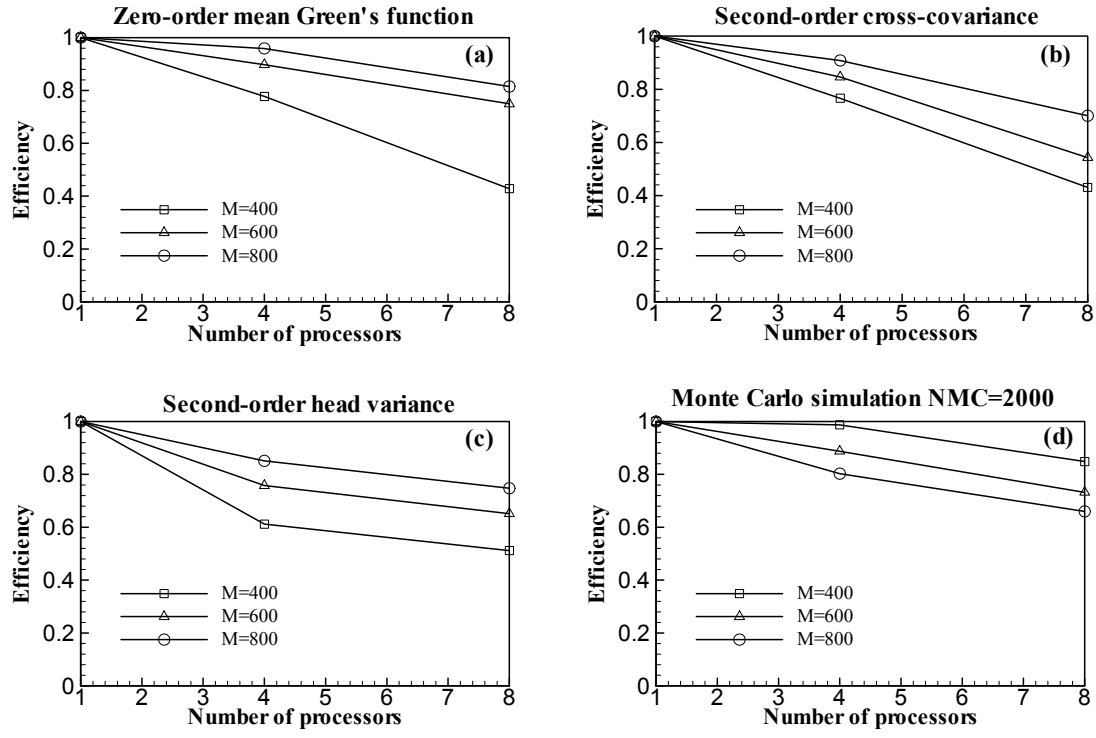 Zero-order mean Green's function
(a)
Efficiency
1
0.8
0.6
0.4
0.2
0
M=400
M=600
M=800
1 2 3 4 5 6 7 8
Number of processors
Second-order cross-covariance
(b)
Efficiency
1
0.8
0.6
0.4
0.2
0
M=400
M=600
M=800
1 2 3 4 5 6 7 8
Number of processors
Second-order head variance
(c)
Efficiency
1
0.8
0.6
0.4
0.2
0
M=400
M=600
M=800
1 2 3 4 5 6 7 8
Number of processors
Monte Carlo simulation NMC=2000
(d)
Efficiency
1
0.8
0.6
0.4
0.2
0
M=400
M=600
M=800
1 2 3 4 5 6 7 8
Number of processors